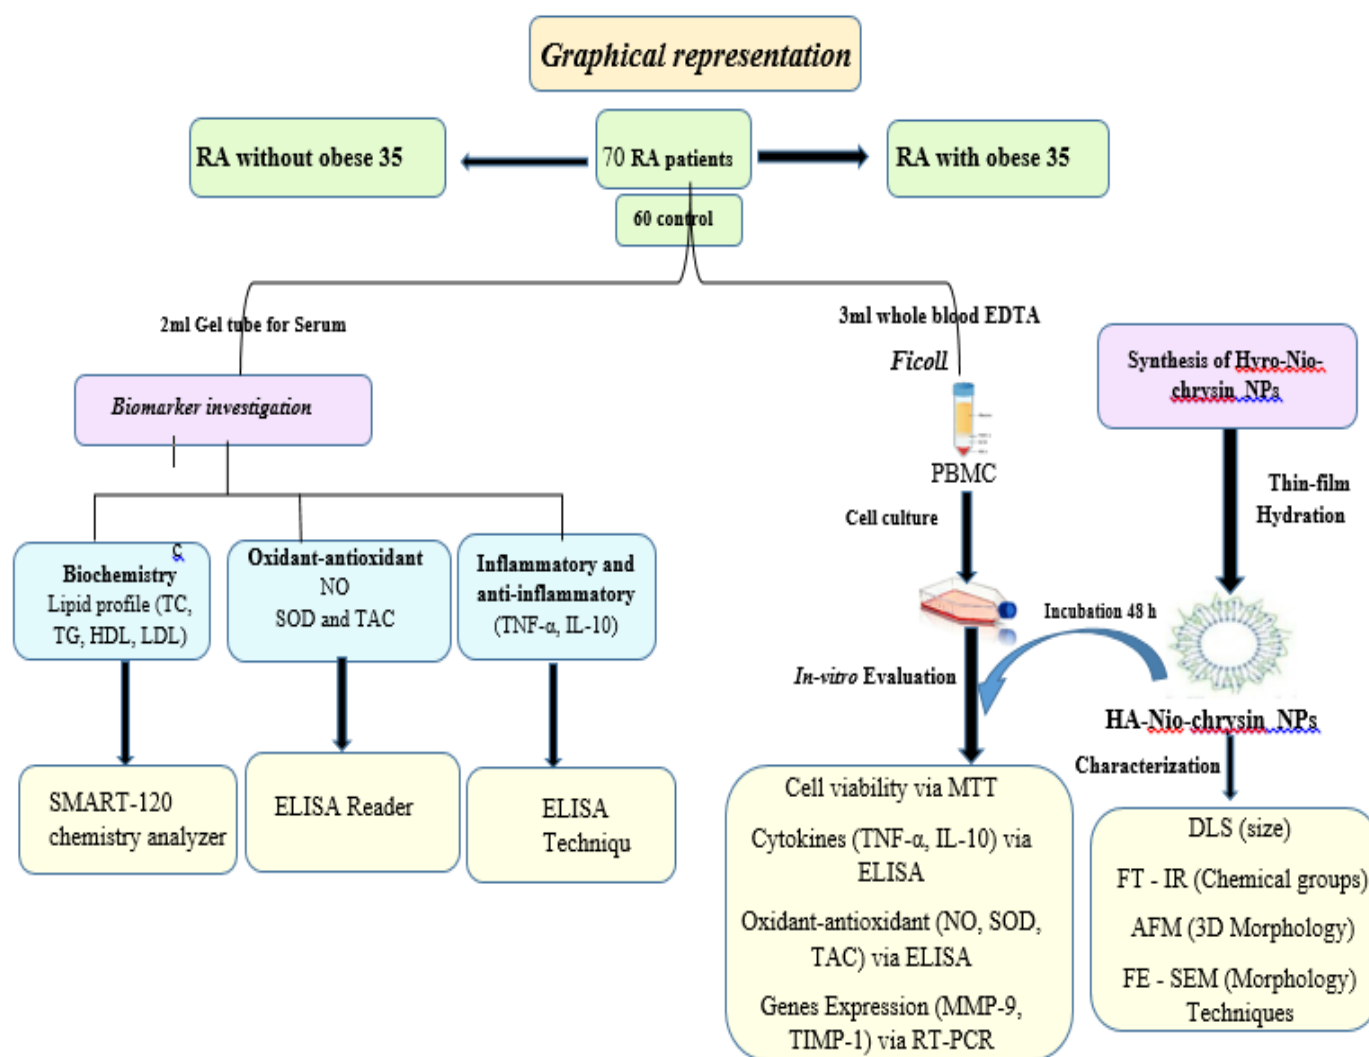 Graphical representation
RA without obese 35
70 RA patients
RA with obese 35
60 control
2ml Gel tube for Serum
3ml whole blood EDTA
Ficoll
Synthesis of Hyro-Nio-
chrysin NPs
Biomarker investigation
PBMC
Thin-film
Hydration
Cell culture
Ç
Biochemistry
Lipid profile (TC,
TG, HDL, LDL)
Oxidant-antioxidant
NO
SOD and TAC
Inflammatory and
anti-inflammatory
(TNF-α, IL-10)
Incubation 48 h
In-vitro Evaluation
HA-Nio-chrysin NPs
Characterization
SMART-120
chemistry analyzer
ELISA Reader
ELISA
Techniqu
Cell viability via MTT
Cytokines (TNF-α, IL-10) via
ELISA
Oxidant-antioxidant (NO, SOD,
TAC) via ELISA
Genes Expression (MMP-9,
TIMP-1) via RT-PCR
DLS (size)
FT - IR (Chemical groups)
AFM (3D Morphology)
FE - SEM (Morphology)
Techniques